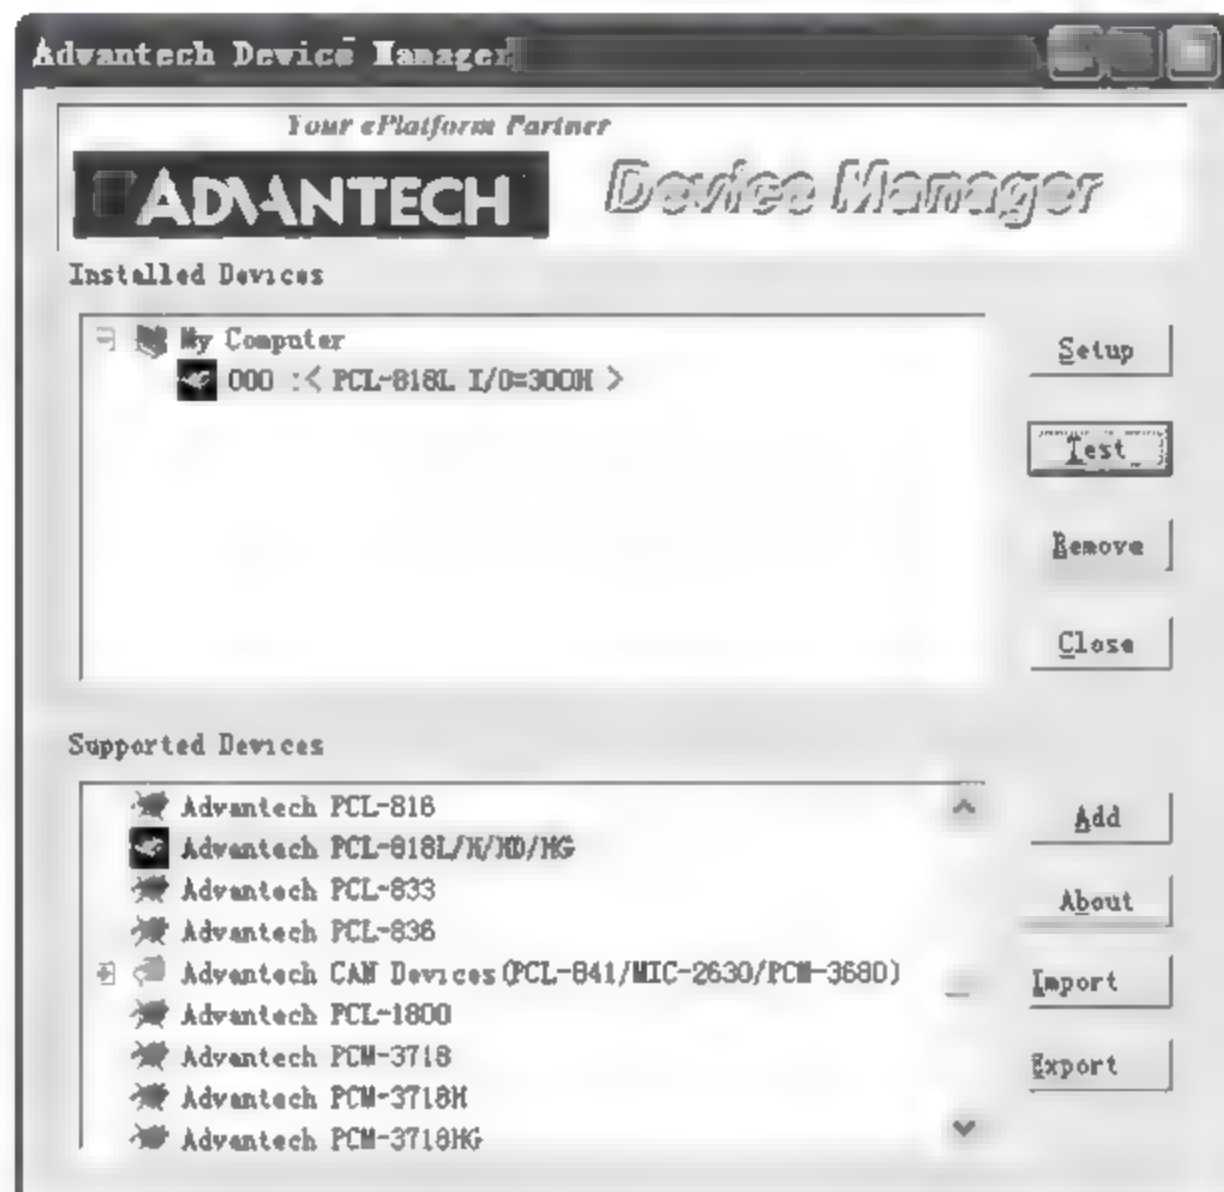 Advantech Device Manager
Your ePlatform Partner
ADVANTECH Device Manager
Installed Devices
My Computer
000 :< PCL-818L I/O=300H >
Setup
Test
Remove
Close
Supported Devices
Advantech PCL-816
Advantech PCL-818L/H/HD/HG
Advantech PCL-833
Advantech PCL-836
Advantech CAN Devices(PCL-841/MIC-2630/PCM-3680)
Advantech PCL-1800
Advantech PCM-3718
Advantech PCM-3718H
Advantech PCM-3718HG
Add
About
Import
Export